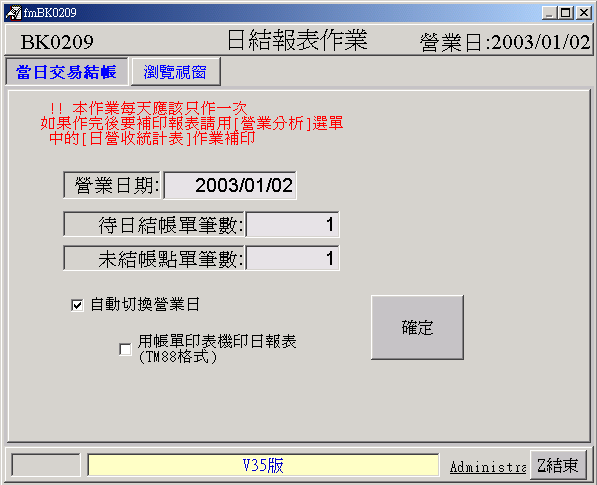 fmBK0209
BK0209 日結報表作業 營業日:2003/01/02
當日交易結帳 瀏覽視窗
!! 本作業每天應該只作一次
如果作完後要補印報表請用[營業分析]選單
中的[日營收統計表]作業補印
營業日期: 2003/01/02
待日結帳單筆數: 1
未結帳點單筆數: 1
自動切換營業日
確定
用帳單印表機印日報表
(TM88格式)
V35版 Administra Z結束